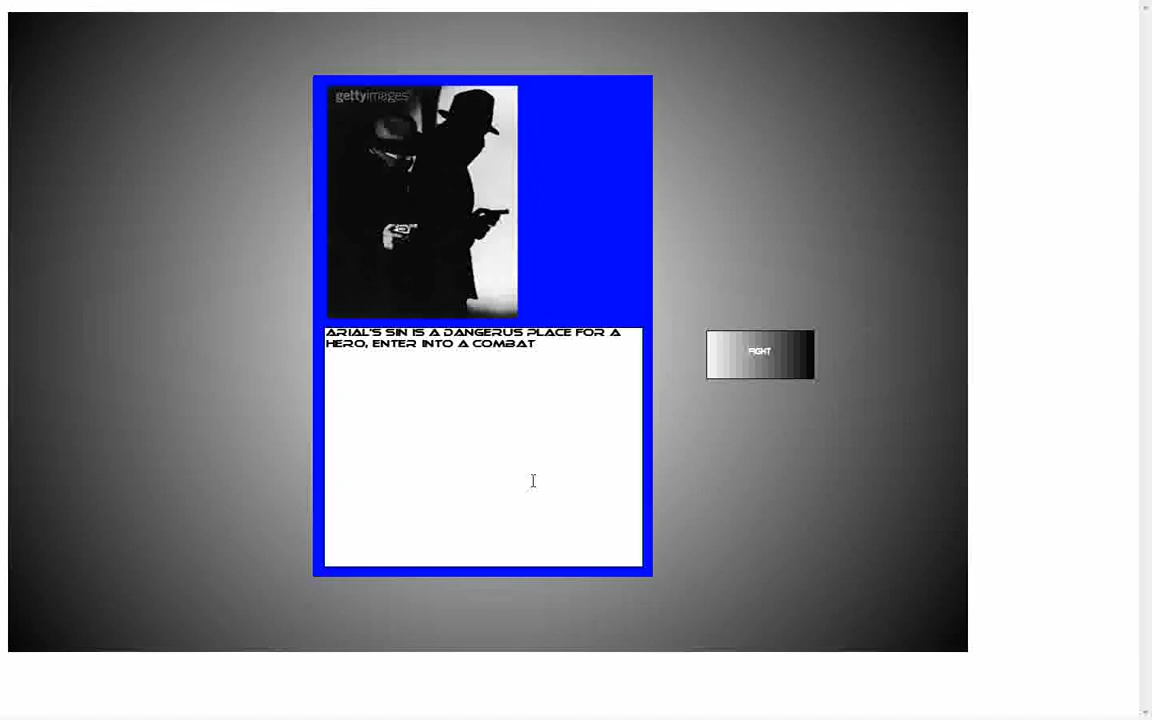 gettyimages
ARIAL'S SIN IS A DANGERUS PLACE FOR A
HERO, ENTER INTO A COMBAT
FIGHT